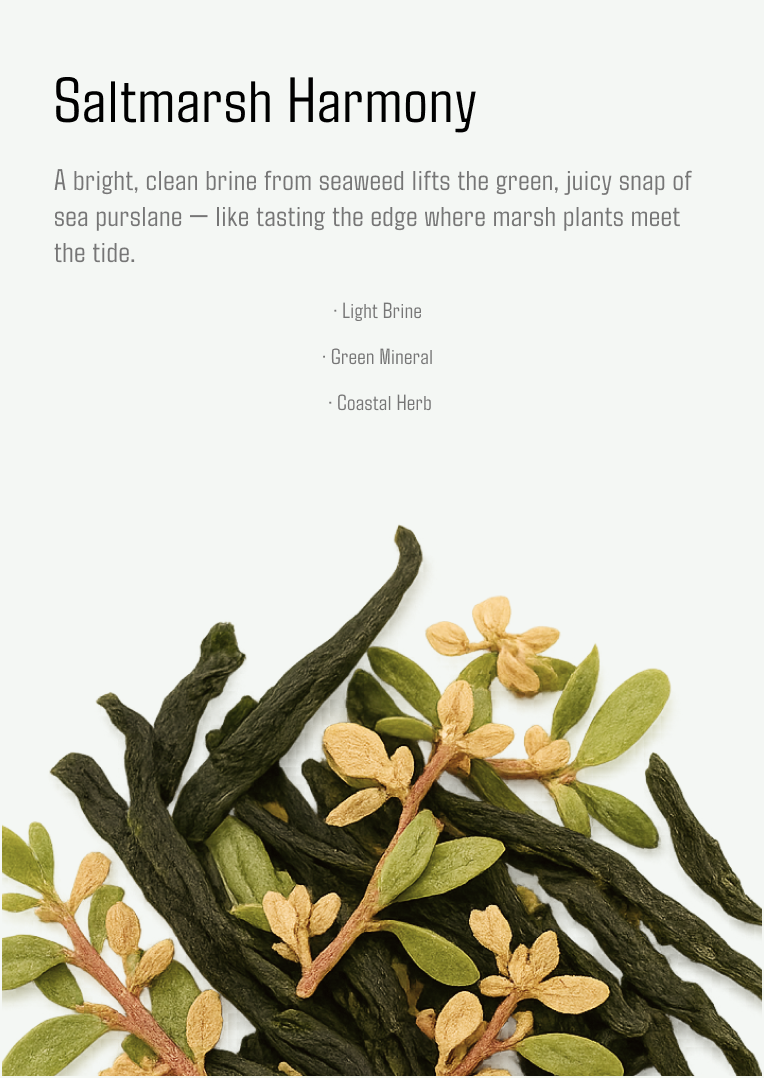 Saltmarsh Harmony
A bright, clean brine from seaweed lifts the green, juicy snap of
sea purslane — like tasting the edge where marsh plants meet
the tide.
· Light Brine
· Green Mineral
· Coastal Herb